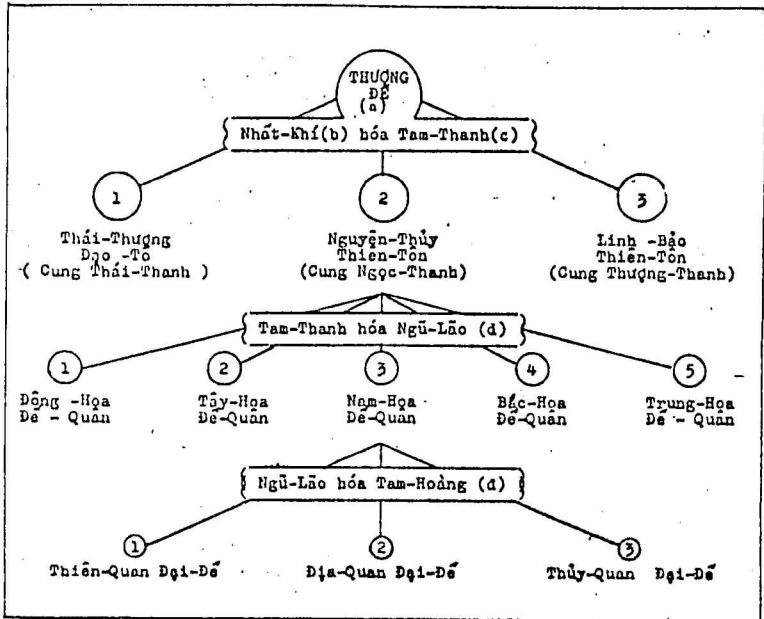 THƯỢNG
ĐẾ
(a)
Nhất-Khí(b) hóa Tam-Thanh(c)
1
2
3
Thái-Thượng
Đạo -Tổ
( Cung Thái-Thanh )
Nguyên-Thủy
Thiên-Tôn
(Cung Ngọc-Thanh)
Linh -Bảo
Thiên-Tôn
(Cung Thượng-Thanh)
Tam-Thanh hóa Ngũ-Lão (d)
1
2
3
4
5
Đông -Hoa
Đế - Quân
Tây-Hoa
Đế-Quân
Nam-Hoa
Đế-Quân
Bắc-Hoa
Đế-Quân
Trung-Hoa
Đế - Quân
Ngũ-Lão hóa Tam-Hoàng (đ)
1
2
3
Thiên-Quan Đại-Đế
Địa-Quan Đại-Đế
Thủy-Quan Đại-Đế